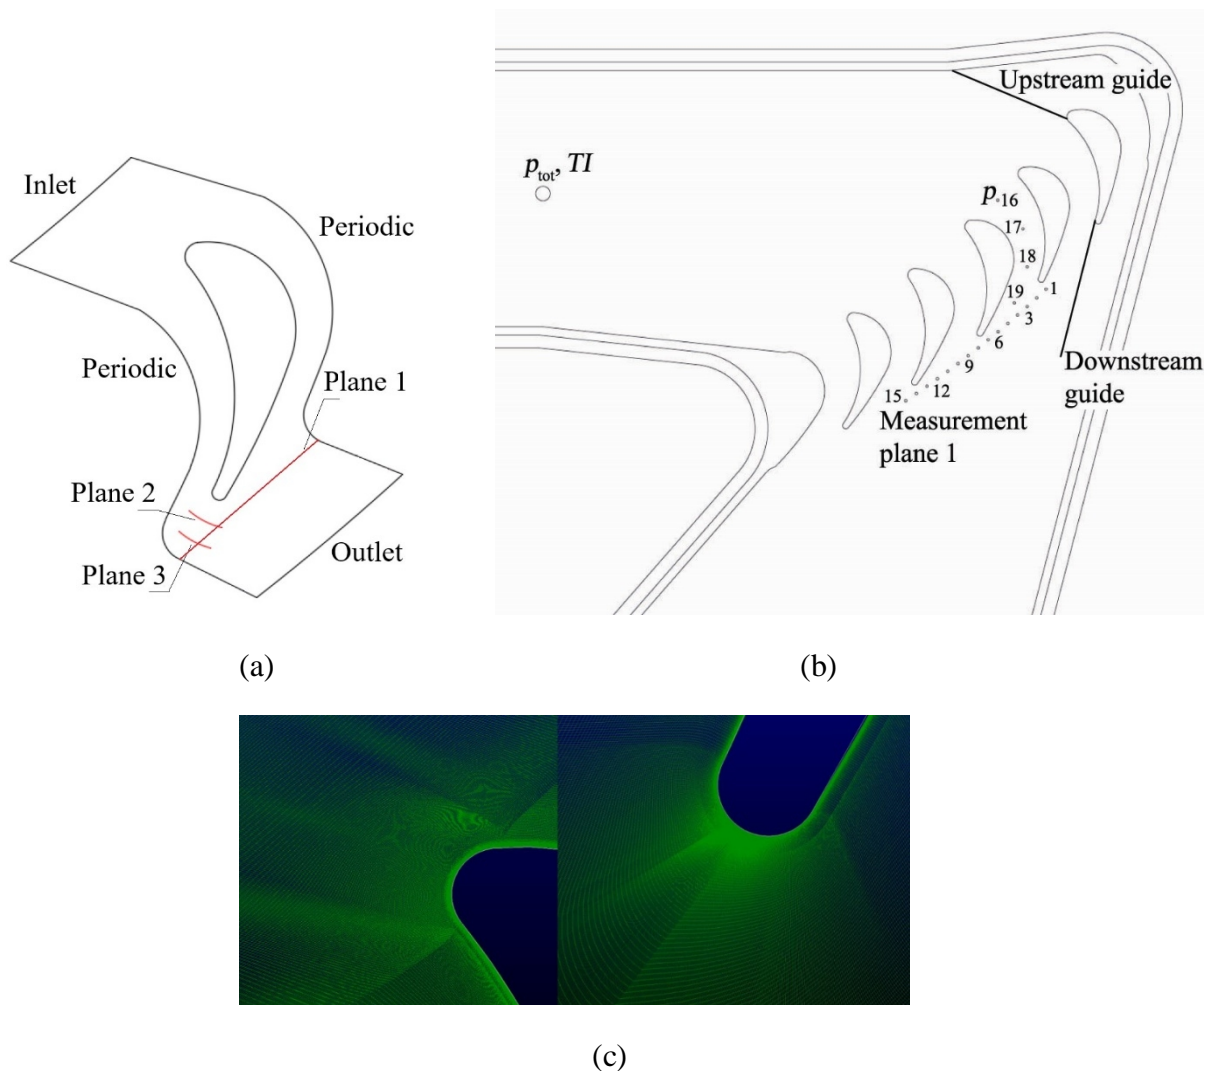 Inlet
Periodic
Periodic
Plane 1
Plane 2
Plane 3
Outlet
(a)
Upstream guide
ptot, TI
p
16
17
18
19
1
3
6
9
12
15
Downstream
guide
Measurement
plane 1
(b)
(c)